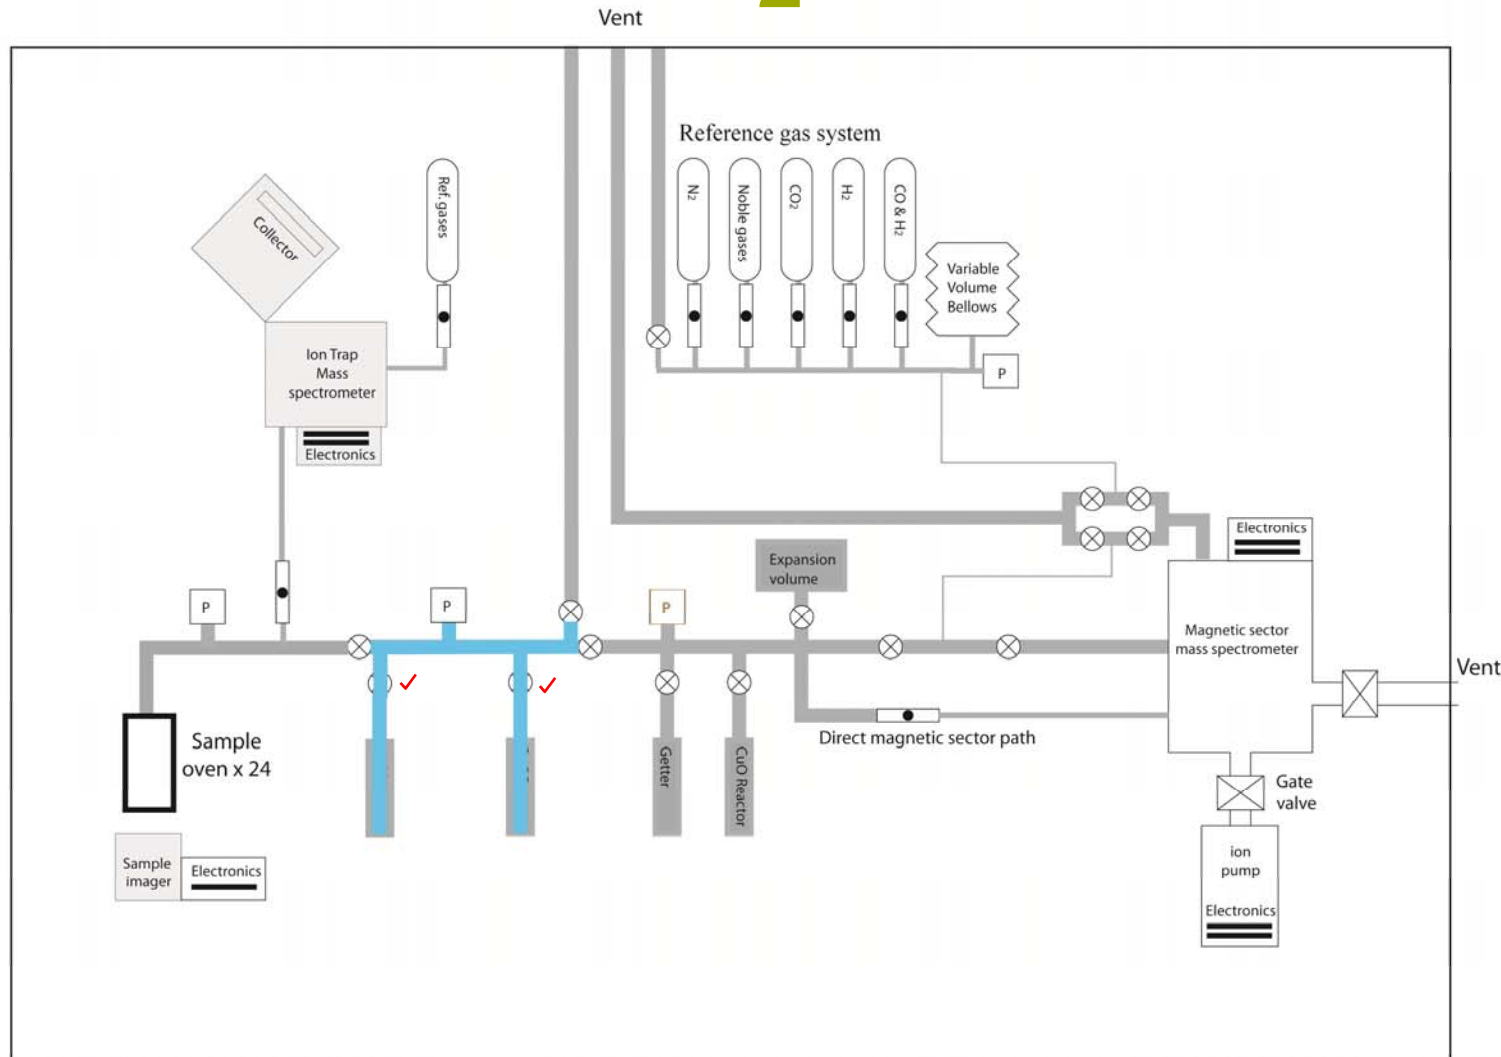 Vent
Reference gas system
Ref. gases
N2
Noble gases
CO2
H2
CO & H2
Variable
Volume
Bellows
Collector
Ion Trap
Mass
spectrometer
P
Electronics
Electronics
Expansion
volume
P
P
P
Magnetic sector
mass spectrometer
Vent
Sample
oven x 24
Direct magnetic sector path
Getter
CuO Reactor
Gate
valve
Sample
imager
Electronics
ion
pump
Electronics